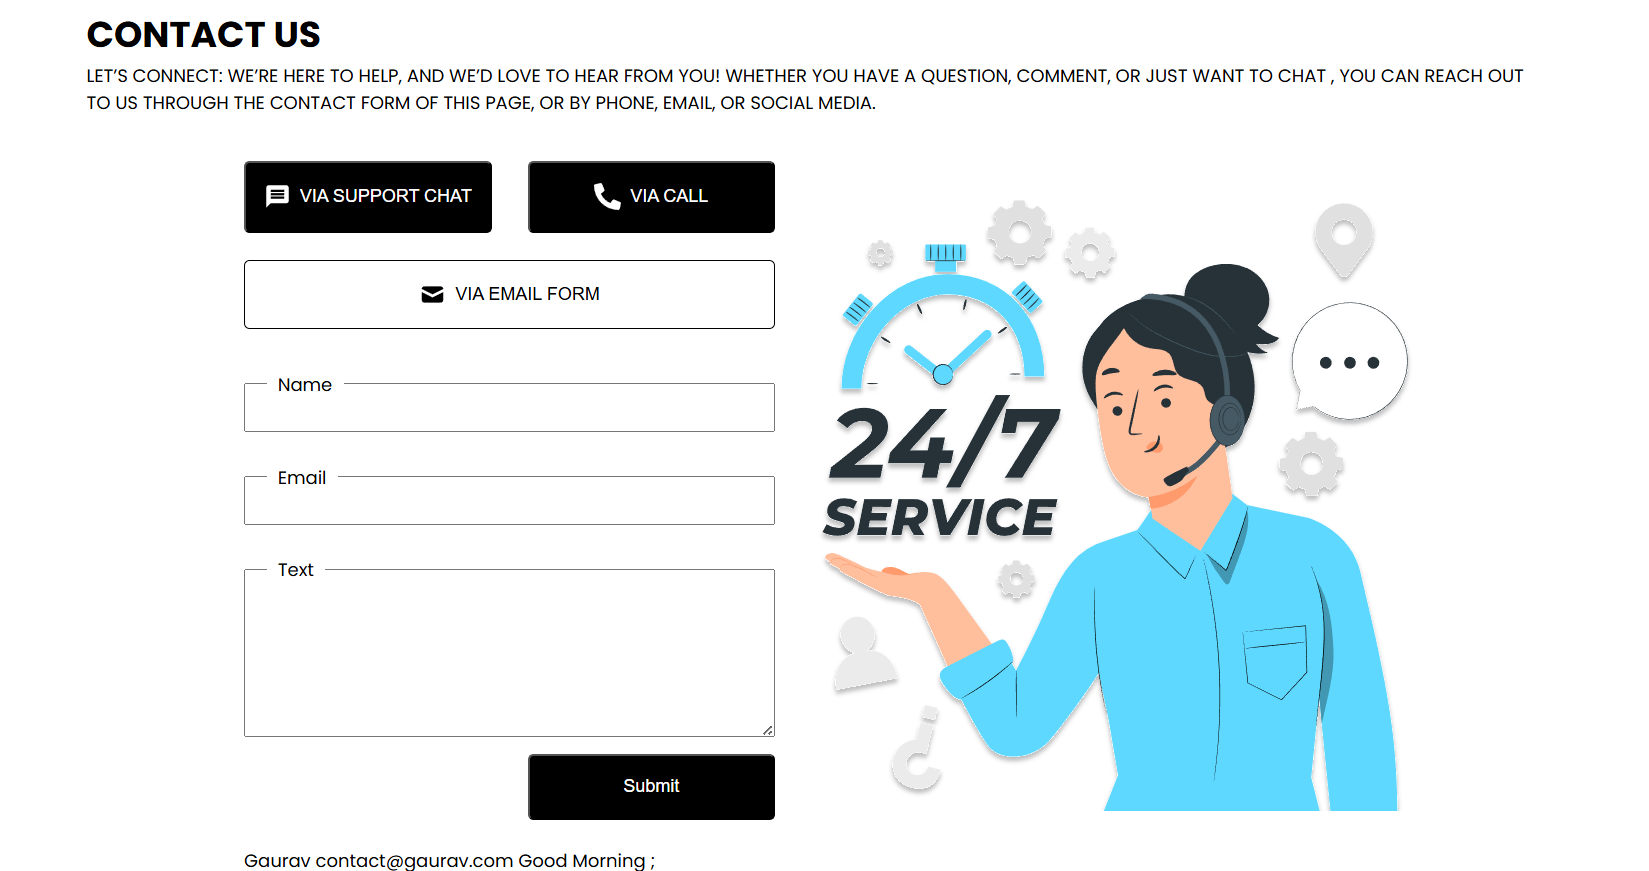 CONTACT US
LET’S CONNECT: WE’RE HERE TO HELP, AND WE’D LOVE TO HEAR FROM YOU! WHETHER YOU HAVE A QUESTION, COMMENT, OR JUST WANT TO CHAT , YOU CAN REACH OUT
TO US THROUGH THE CONTACT FORM OF THIS PAGE, OR BY PHONE, EMAIL, OR SOCIAL MEDIA.
VIA SUPPORT CHAT
VIA CALL
VIA EMAIL FORM
Name
Email
Text
Submit
Gaurav contact@gaurav.com Good Morning ;
24/7
SERVICE